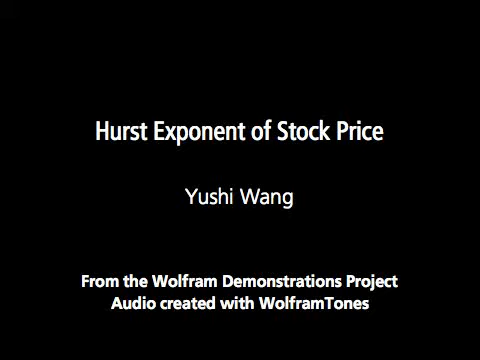 Hurst Exponent of Stock Price
Yushi Wang
From the Wolfram Demonstrations Project
Audio created with WolframTones